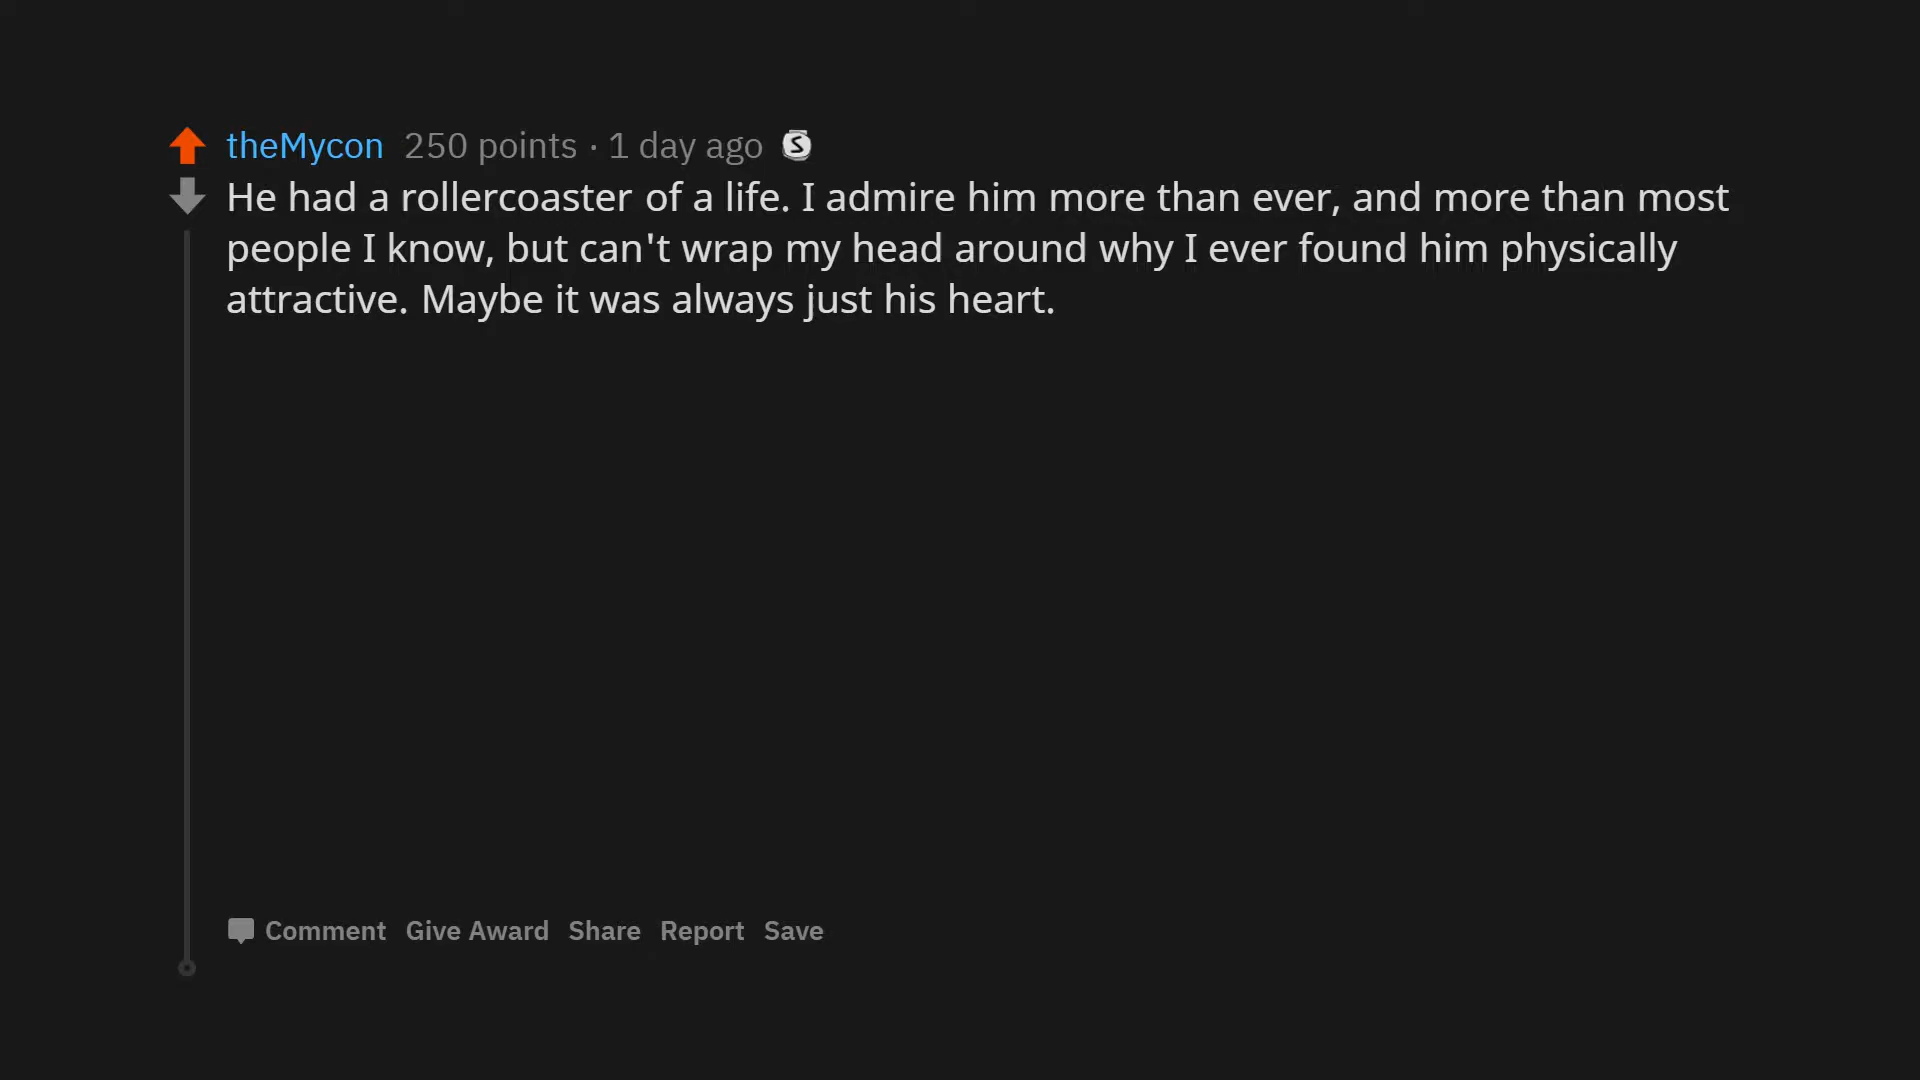 theMycon 250 points · 1 day ago S
He had a rollercoaster of a life. I admire him more than ever, and more than most
people I know, but can't wrap my head around why I ever found him physically
attractive. Maybe it was always just his heart.
Comment Give Award Share Report Save